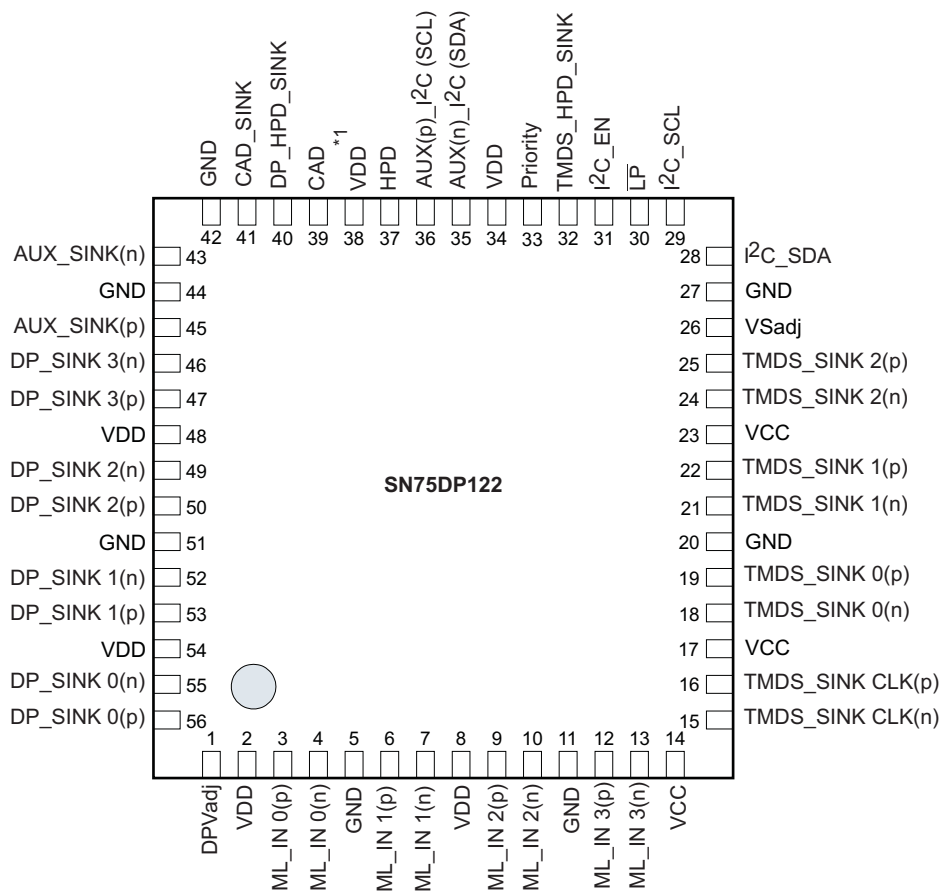 GND
CAD_SINK
DP_HPD_SINK
CAD
VDD *1
HPD
AUX(p)_I2C (SCL)
AUX(n)_I2C (SDA)
VDD
Priority
TMDS_HPD_SINK
I2C_EN
LP
I2C_SCL
42 41 40 39 38 37 36 35 34 33 32 31 30 29
AUX_SINK(n) 43
GND 44
AUX_SINK(p) 45
DP_SINK 3(n) 46
DP_SINK 3(p) 47
VDD 48
DP_SINK 2(n) 49
DP_SINK 2(p) 50
GND 51
DP_SINK 1(n) 52
DP_SINK 1(p) 53
VDD 54
DP_SINK 0(n) 55
DP_SINK 0(p) 56
SN75DP122
28 I2C_SDA
27 GND
26 VSadj
25 TMDS_SINK 2(p)
24 TMDS_SINK 2(n)
23 VCC
22 TMDS_SINK 1(p)
21 TMDS_SINK 1(n)
20 GND
19 TMDS_SINK 0(p)
18 TMDS_SINK 0(n)
17 VCC
16 TMDS_SINK CLK(p)
15 TMDS_SINK CLK(n)
1 2 3 4 5 6 7 8 9 10 11 12 13 14
DPVadj
VDD
ML_IN 0(p)
ML_IN 0(n)
GND
ML_IN 1(p)
ML_IN 1(n)
VDD
ML_IN 2(p)
ML_IN 2(n)
GND
ML_IN 3(p)
ML_IN 3(n)
VCC